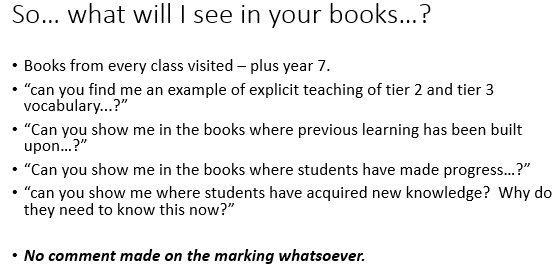 So… what will I see in your books…?
• Books from every class visited – plus year 7.
• “can you find me an example of explicit teaching of tier 2 and tier 3
vocabulary...?”
• “Can you show me in the books where previous learning has been built
upon…?”
• “Can you show me in the books where students have made progress…?”
• “can you show me where students have acquired new knowledge?  Why do
they need to know this now?”
• No comment made on the marking whatsoever.